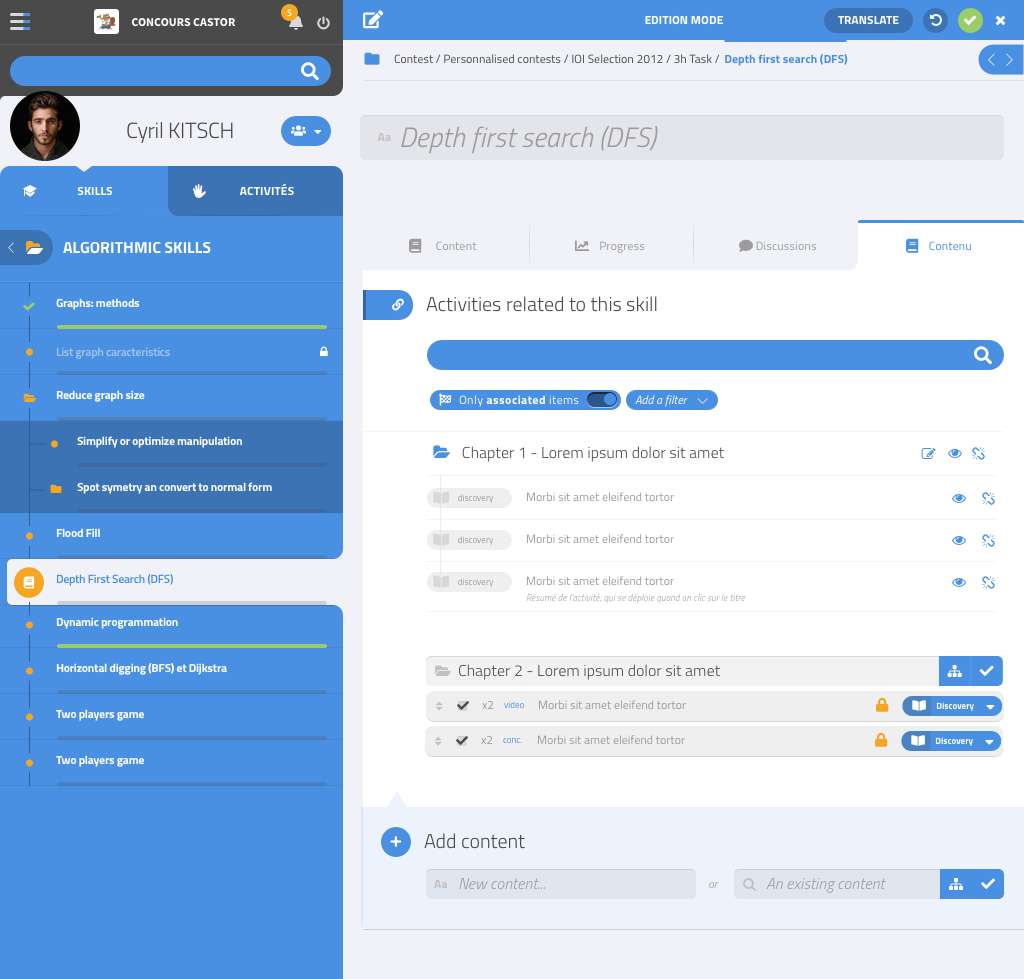 CONCOURS CASTOR
5
EDITION MODE
TRANSLATE
Contest / Personnalised contests / IOI Selection 2012 / 3h Task / Depth first search (DFS)
Cyril KITSCH
Aa Depth first search (DFS)
SKILLS
ACTIVITÉS
ALGORITHMIC SKILLS
Graphs: methods
List graph caracteristics
Reduce graph size
Simplify or optimize manipulation
Spot symetry an convert to normal form
Flood Fill
Depth First Search (DFS)
Dynamic programmation
Horizontal digging (BFS) et Dijkstra
Two players game
Two players game
Content
Progress
Discussions
Contenu
Activities related to this skill
Only associated items
Add a filter
Chapter 1 - Lorem ipsum dolor sit amet
discovery Morbi sit amet eleifend tortor
discovery Morbi sit amet eleifend tortor
discovery Morbi sit amet eleifend tortor
Résumé de l'activité, qui se déploie quand on clic sur le titre
Chapter 2 - Lorem ipsum dolor sit amet
x2 video Morbi sit amet eleifend tortor Discovery
x2 conc. Morbi sit amet eleifend tortor Discovery
Add content
Aa New content... or An existing content